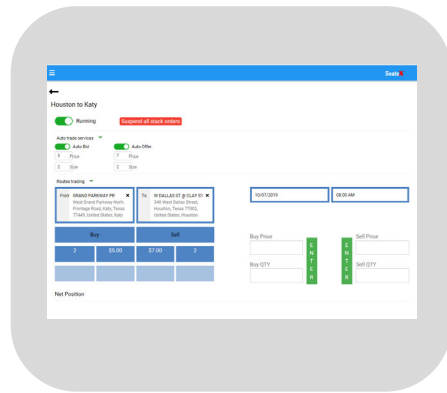 SeatsX
Houston to Katy
Running
Suspend all stack orders
Auto trade services
Auto Bid
Auto Offer
5 Price
7 Price
2 Size
2 Size
Routes trading
From GRAND PARKWAY PR ×
West Grand Parkway North,
Frontage Road, Katy, Texas
77449, United States, Katy
To W DALLAS ST @ CLAY ST ×
340 West Dallas Street,
Houston, Texas 77002,
United States, Houston
10/07/2019
08:00 AM
Buy
Sell
2
$5.00
$7.00
2
Buy Price
ENTER
Buy QTY
Sell Price
ENTER
Sell QTY
Net Position